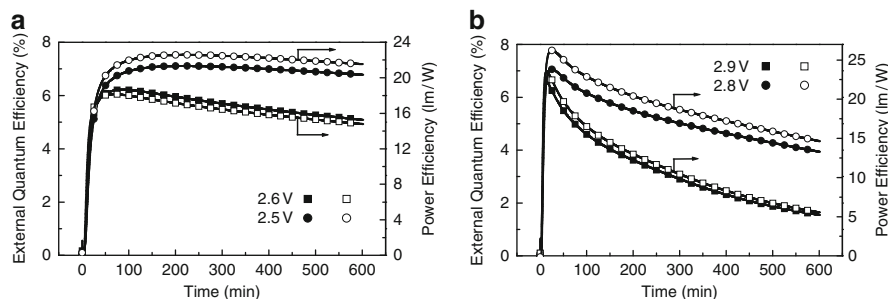 a
External Quantum Efficiency (%)
8
6
4
2
0
0 100 200 300 400 500 600
Time (min)
24
20
16
12
8
4
0
Power Efficiency (lm/W)
2.6 V
2.5 V
b
External Quantum Efficiency (%)
8
6
4
2
0
0 100 200 300 400 500 600
Time (min)
25
20
15
10
5
0
Power Efficiency (lm/W)
2.9 V
2.8 V